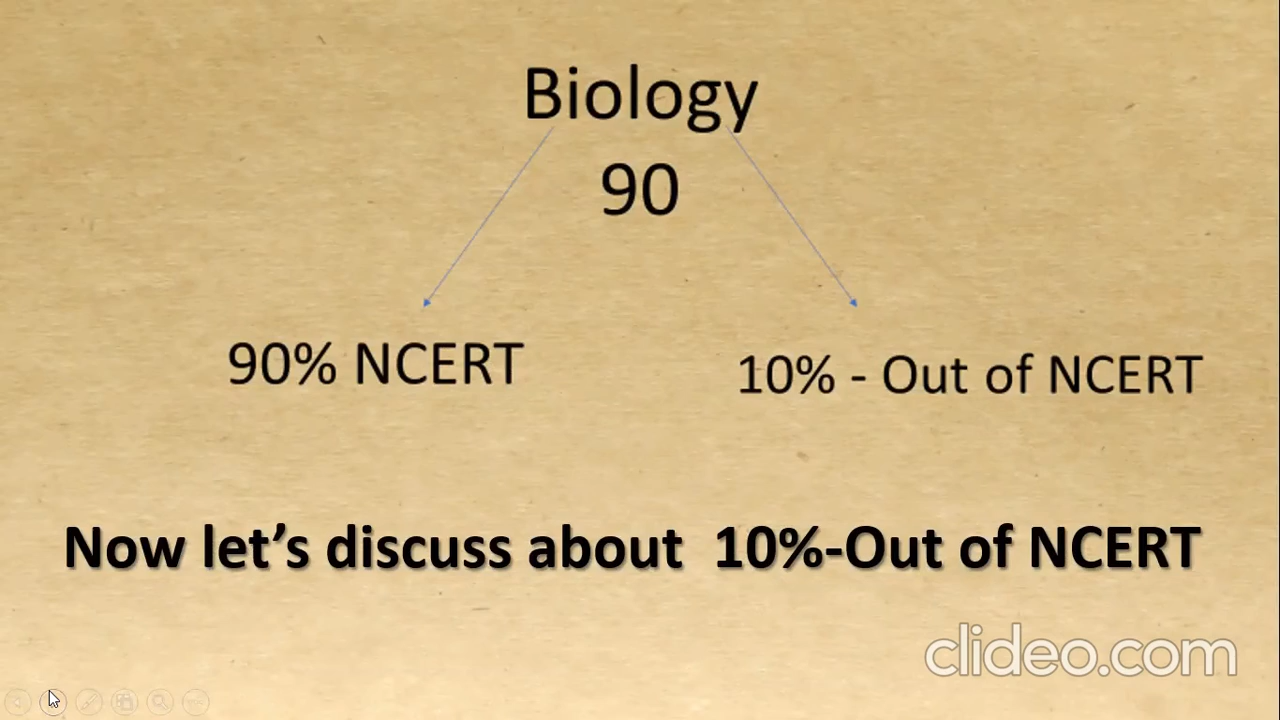 Biology
90
90% NCERT
10% - Out of NCERT
Now let’s discuss about 10%-Out of NCERT
clideo.com